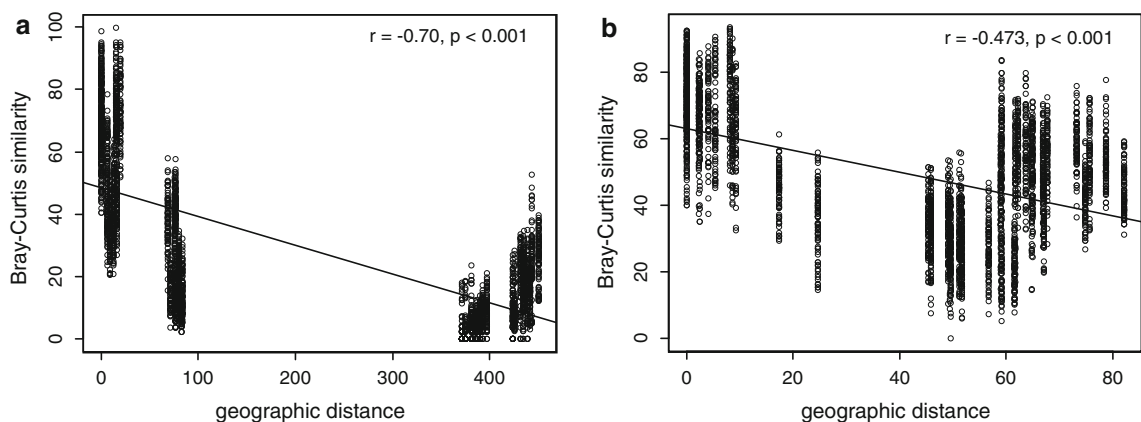 a
r = -0.70, p < 0.001
Bray-Curtis similarity
100
80
60
40
20
0
0 100 200 300 400
geographic distance
b
r = -0.473, p < 0.001
Bray-Curtis similarity
80
60
40
20
0
0 20 40 60 80
geographic distance